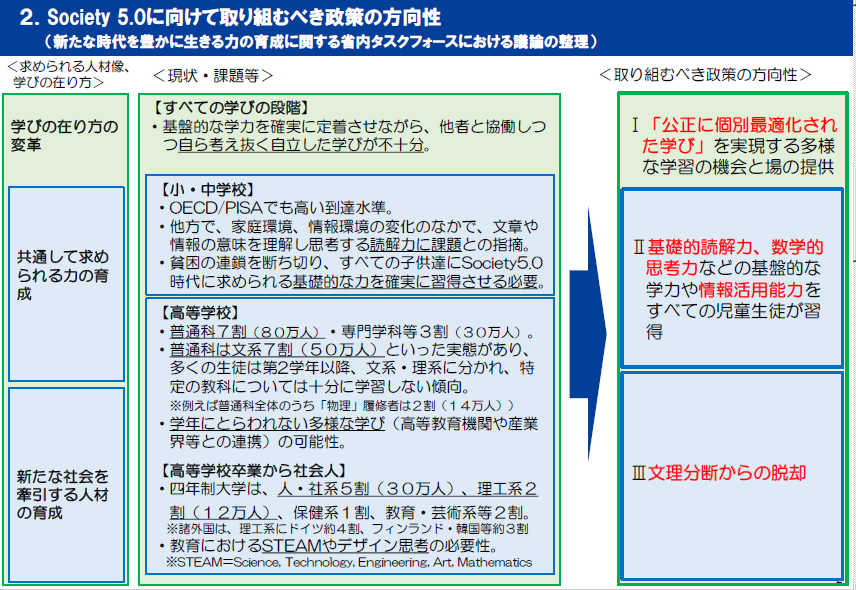 2. Society 5.0に向けて取り組むべき政策の方向性
（新たな時代を豊かに生きる力の育成に関する省内タスクフォースにおける議論の整理）
＜求められる人材像、
学びの在り方＞
＜現状・課題等＞
＜取り組むべき政策の方向性＞
学びの在り方の
変革
【すべての学びの段階】
・基盤的な学力を確実に定着させながら、他者と協働しつ
つ自ら考え抜く自立した学びが不十分。
Ⅰ「公正に個別最適化され
た学び」を実現する多様
な学習の機会と場の提供
共通して求め
られる力の育
成
【小・中学校】
・OECD/PISAでも高い到達水準。
・他方で、家庭環境、情報環境の変化のなかで、文章や
情報の意味を理解し思考する読解力に課題との指摘。
・貧困の連鎖を断ち切り、すべての子供達にSociety5.0
時代に求められる基礎的な力を確実に習得させる必要。
Ⅱ基礎的読解力、数学的
思考力などの基盤的な
学力や情報活用能力を
すべての児童生徒が習
得
新たな社会を
牽引する人材
の育成
【高等学校】
・普通科７割（８０万人）・専門学科等３割（３０万人）。
・普通科は文系７割（５０万人）といった実態があり、
多くの生徒は第２学年以降、文系・理系に分かれ、特
定の教科については十分に学習しない傾向。
※例えば普通科全体のうち「物理」履修者は２割（１４万人））
・学年にとらわれない多様な学び（高等教育機関や産業
界等との連携）の可能性。
【高等学校卒業から社会人】
・四年制大学は、人・社系５割（３０万人）、理工系２
割（１２万人）、保健系１割、教育・芸術系等２割。
※諸外国は、理工系にドイツ約４割、フィンランド・韓国等約３割
・教育におけるSTEAMやデザイン思考の必要性。
※STEAM＝Science, Technology, Engineering, Art, Mathematics
Ⅲ文理分断からの脱却